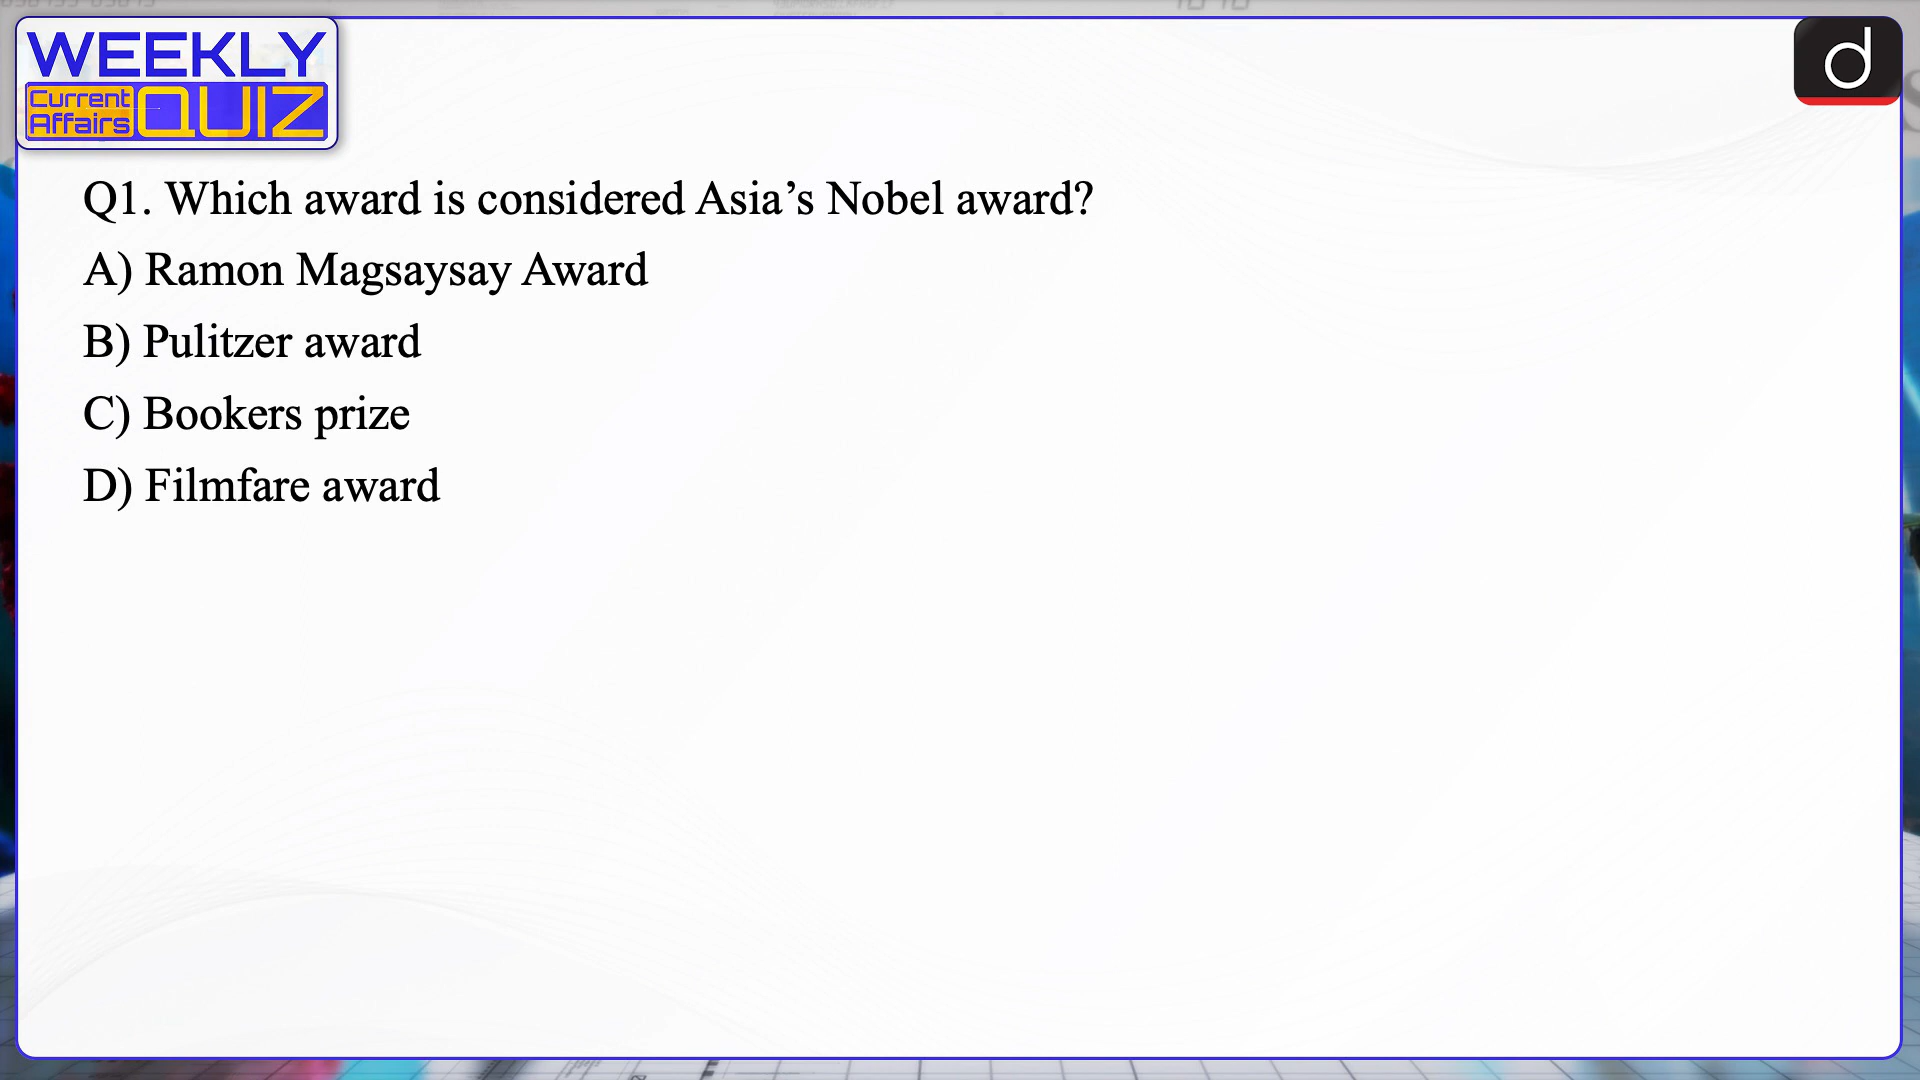 WEEKLY
Current
Affairs
QUIZ
d
Q1. Which award is considered Asia’s Nobel award?
A) Ramon Magsaysay Award
B) Pulitzer award
C) Bookers prize
D) Filmfare award